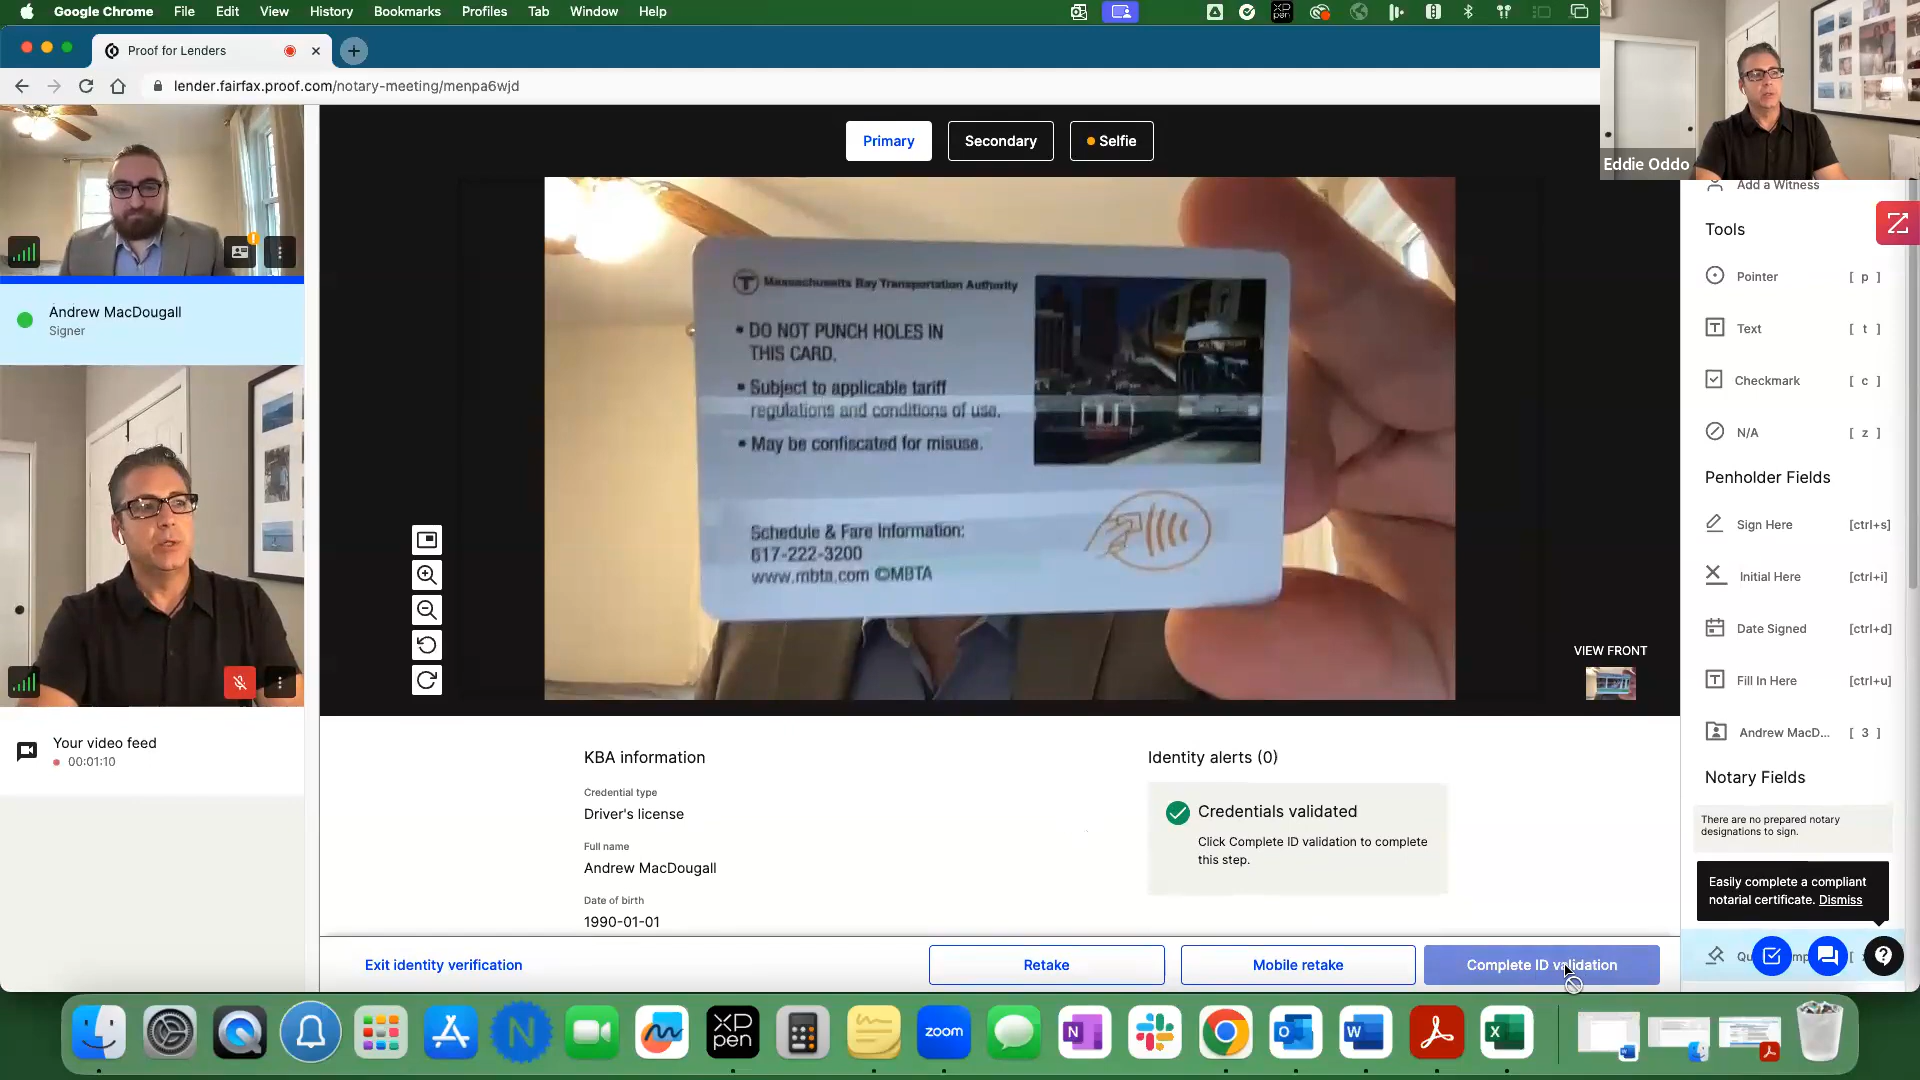 Google Chrome File Edit View History Bookmarks Profiles Tab Window Help
Proof for Lenders
lender.fairfax.proof.com/notary-meeting/menpa6wjd
Eddie Oddo
Primary
Secondary
Selfie
Andrew MacDougall
Signer
Your video feed
00:01:10
T Massachusetts Bay Transportation Authority
• DO NOT PUNCH HOLES IN
THIS CARD.
• Subject to applicable tariff
regulations and conditions of use.
• May be confiscated for misuse.
Schedule & Fare Information:
617-222-3200
www.mbta.com ©MBTA
VIEW FRONT
KBA information
Credential type
Driver's license
Full name
Andrew MacDougall
Date of birth
1990-01-01
Identity alerts (0)
Credentials validated
Click Complete ID validation to complete
this step.
Exit identity verification
Retake
Mobile retake
Complete ID validation
Add a Witness
Tools
Pointer [ p ]
Text [ t ]
Checkmark [ c ]
N/A [ z ]
Penholder Fields
Sign Here [ctrl+s]
Initial Here [ctrl+i]
Date Signed [ctrl+d]
Fill In Here [ctrl+u]
Andrew MacD... [ 3 ]
Notary Fields
There are no prepared notary
designations to sign.
Easily complete a compliant
notarial certificate. Dismiss
XP
pen
zoom